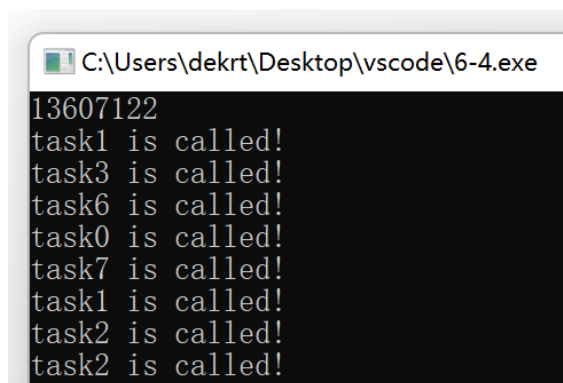 C:\Users\dekrt\Desktop\vscode\6-4.exe
13607122
task1 is called!
task3 is called!
task6 is called!
task0 is called!
task7 is called!
task1 is called!
task2 is called!
task2 is called!